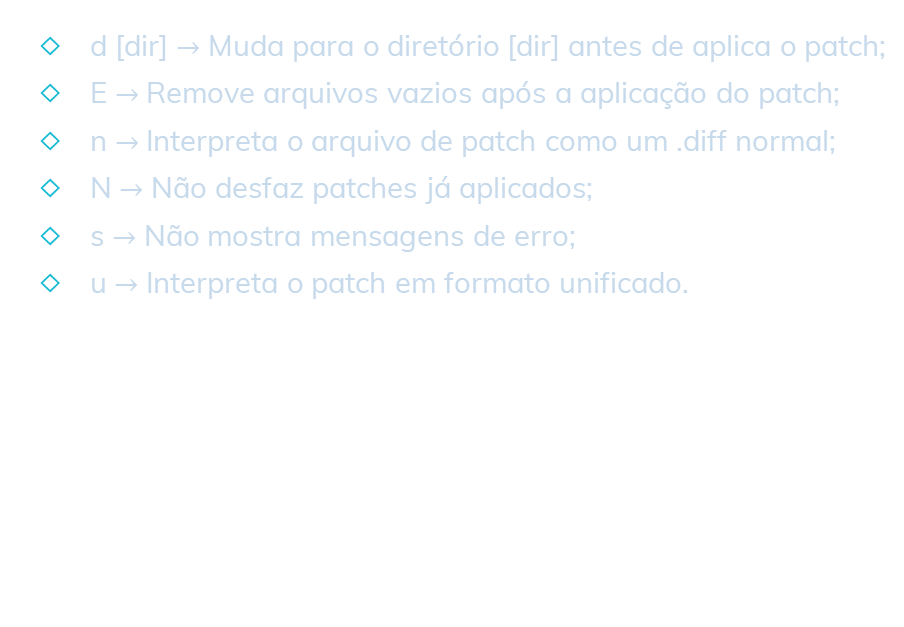 d [dir] → Muda para o diretório [dir] antes de aplica o patch;
E → Remove arquivos vazios após a aplicação do patch;
n → Interpreta o arquivo de patch como um .diff normal;
N → Não desfaz patches já aplicados;
s → Não mostra mensagens de erro;
u → Interpreta o patch em formato unificado.